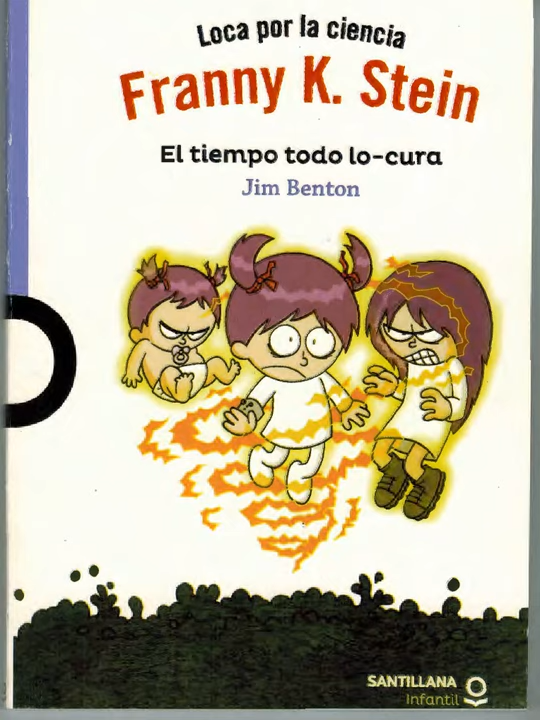 Loca por la ciencia
Franny K. Stein
El tiempo todo lo-cura
Jim Benton
SANTILLANA
Infantil